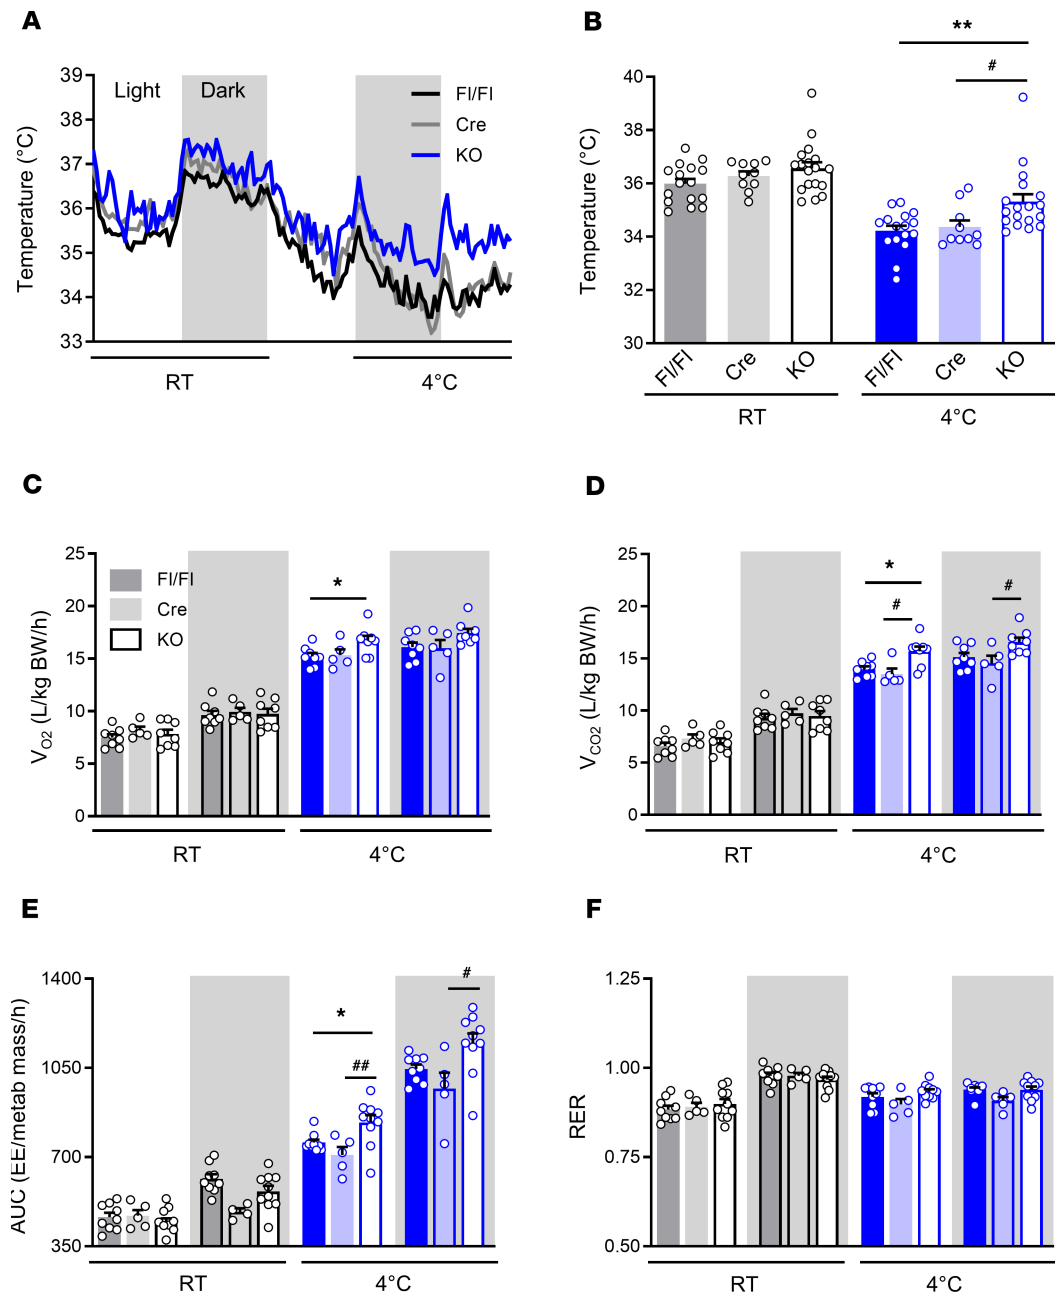 A
39
38
37
36
35
34
33
Temperature (°C)
Light
Dark
Fl/Fl
Cre
KO
RT
4°C
B
**
#
40
38
36
34
32
30
Temperature (°C)
Fl/Fl
Cre
KO
Fl/Fl
Cre
KO
RT
4°C
C
25
20
15
10
5
0
VO2 (L/kg BW/h)
Fl/Fl
Cre
KO
*
RT
4°C
D
25
20
15
10
5
0
VCO2 (L/kg BW/h)
*
#
#
RT
4°C
E
1400
1050
700
350
AUC (EE/metab mass/h)
*
##
#
RT
4°C
F
1.25
1.00
0.75
0.50
RER
RT
4°C